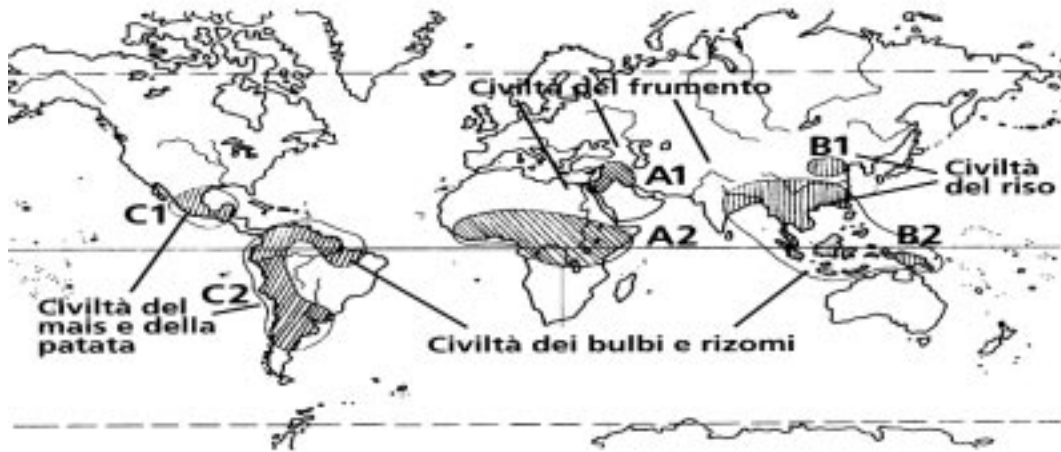 Civiltà del frumento
B1
A1
Civiltà
del riso
C1
A2
B2
C2
Civiltà del
mais e della
patata
Civiltà dei bulbi e rizomi